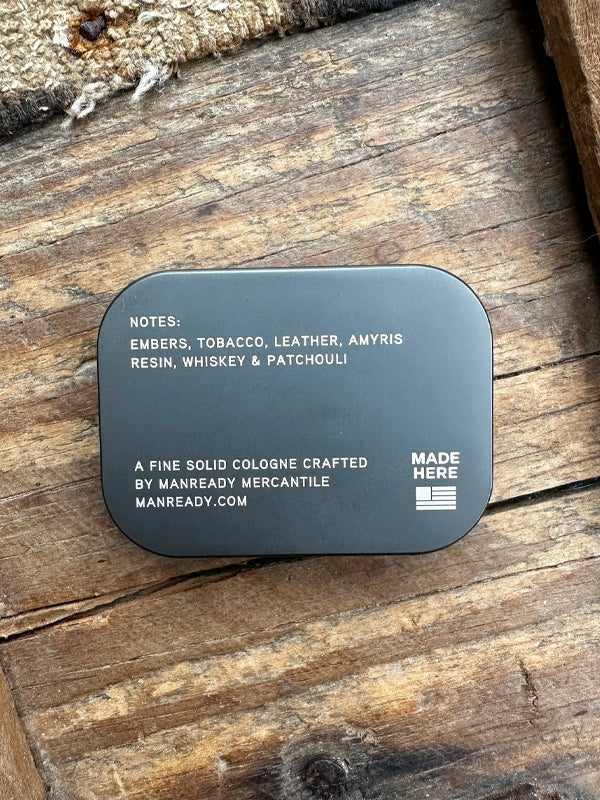 NOTES:
EMBERS, TOBACCO, LEATHER, AMYRIS
RESIN, WHISKEY & PATCHOULI
A FINE SOLID COLOGNE CRAFTED
BY MANREADY MERCANTILE
MANREADY.COM
MADE
HERE